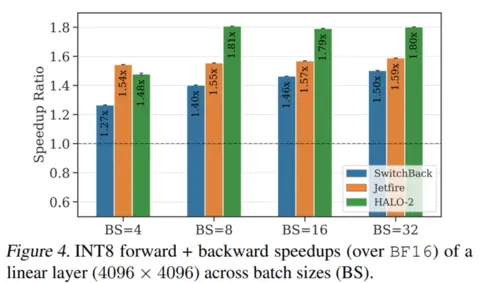 1.8
1.6
1.4
1.2
1.0
0.8
0.6
Speedup Ratio
1.27x
1.54x
1.48x
1.40x
1.55x
1.81x
1.46x
1.57x
1.79x
1.50x
1.59x
1.80x
SwitchBack
Jetfire
HALO-2
BS=4
BS=8
BS=16
BS=32
Figure 4. INT8 forward + backward speedups (over BF16) of a
linear layer (4096 × 4096) across batch sizes (BS).